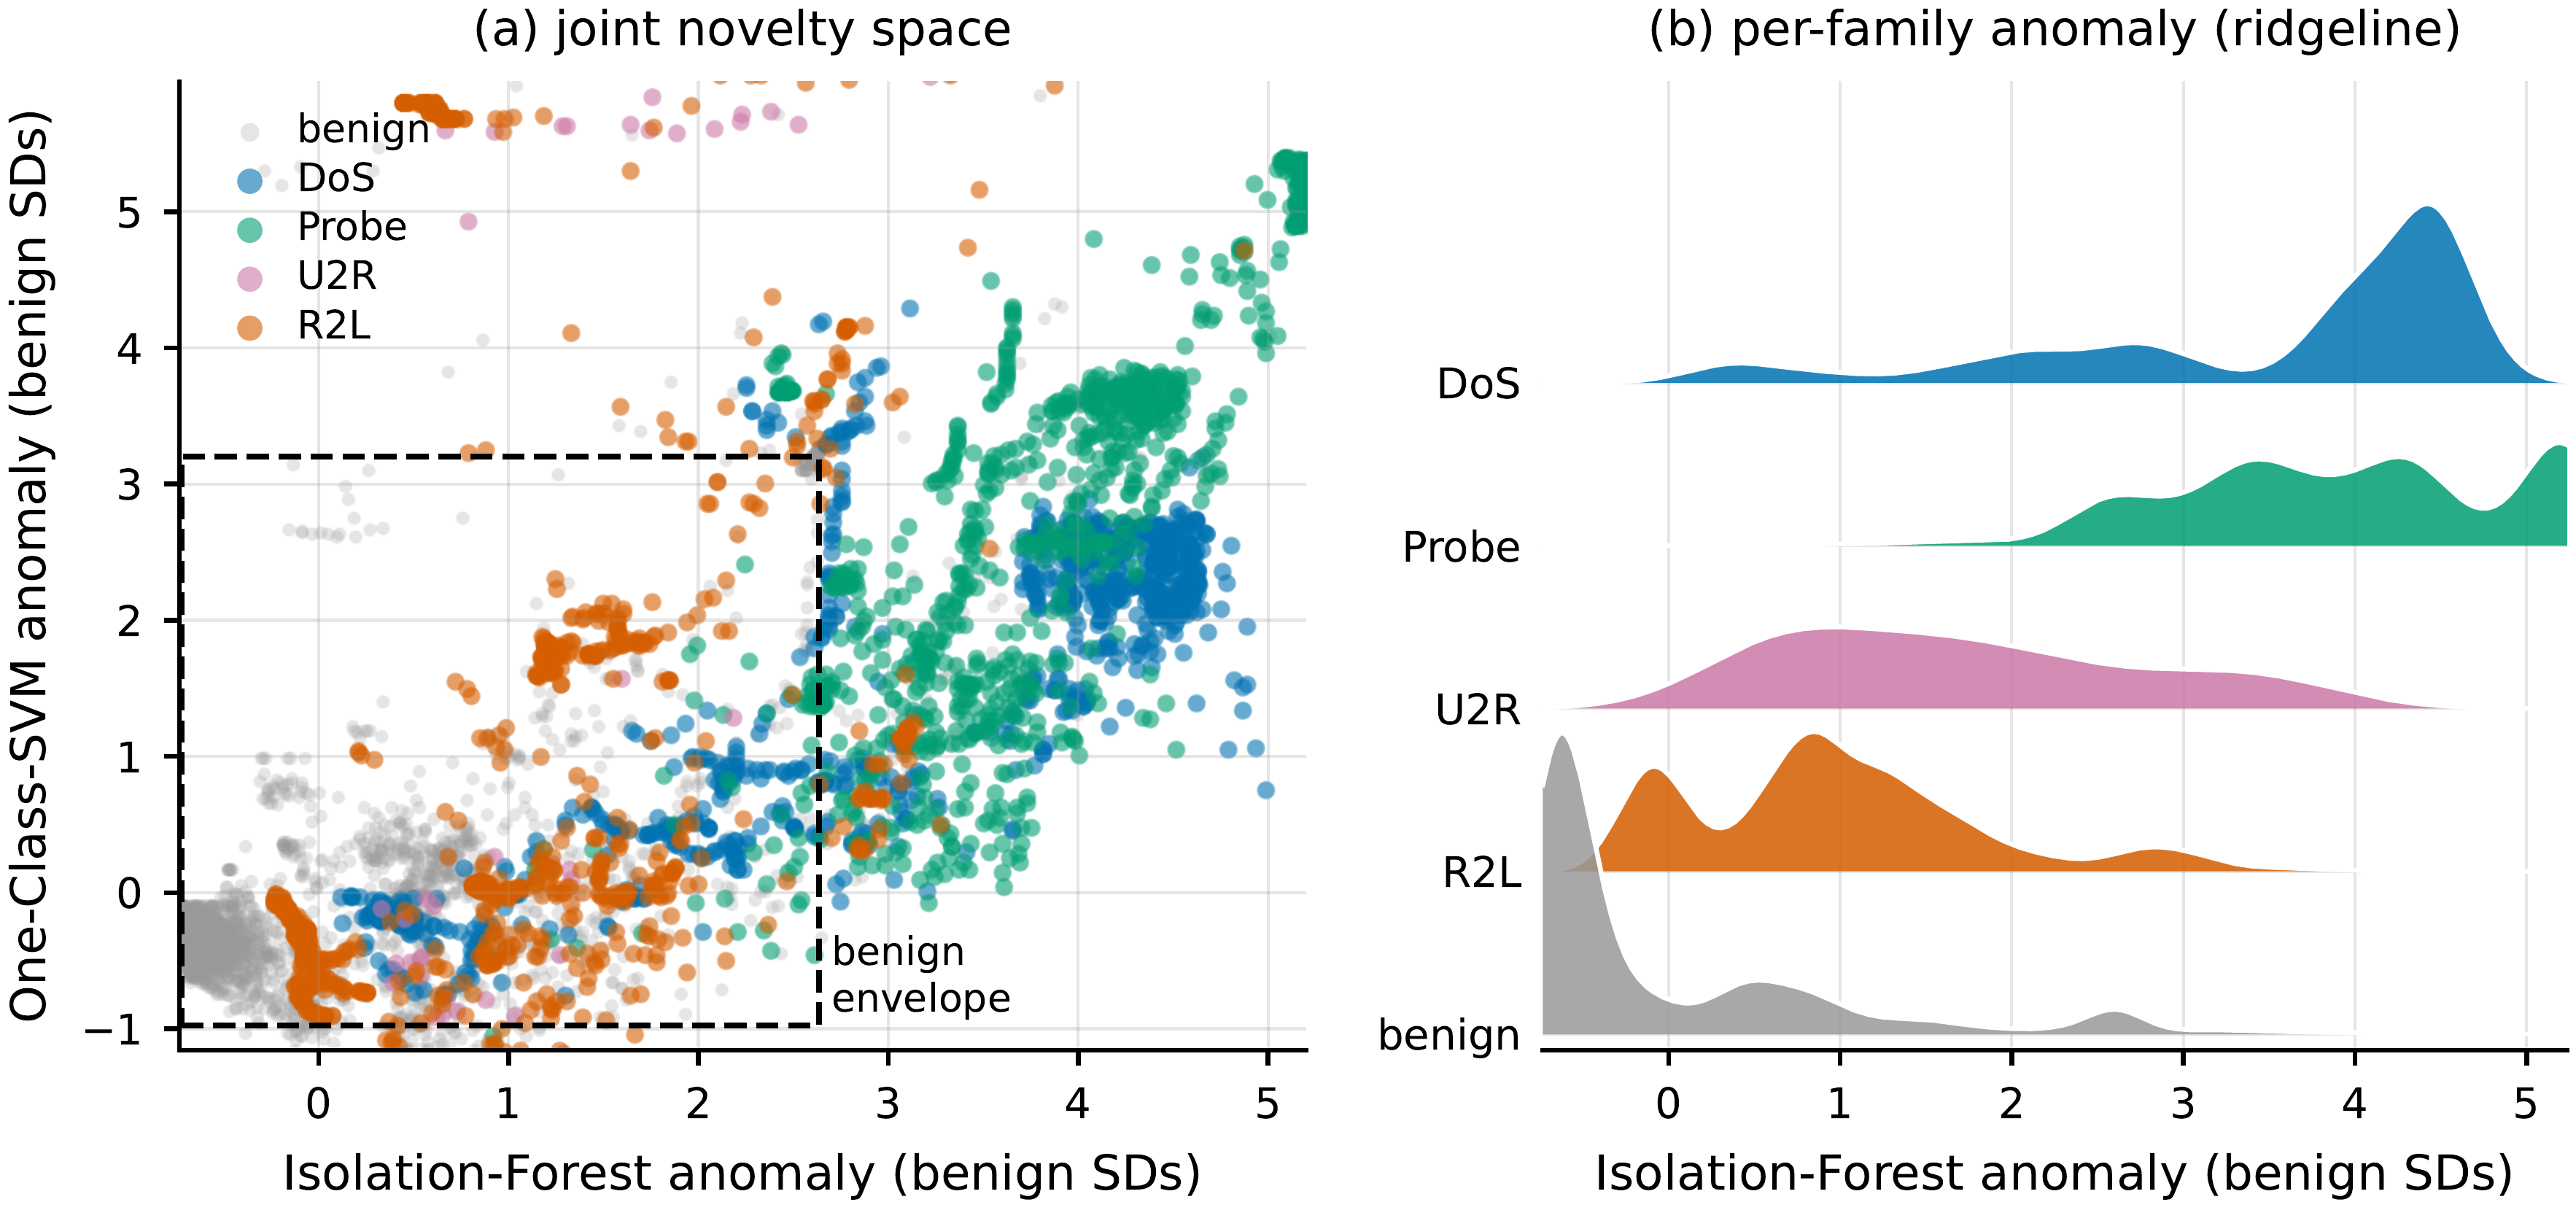 (a) joint novelty space
One-Class-SVM anomaly (benign SDs)
5
4
3
2
1
0
−1
benign
DoS
Probe
U2R
R2L
benign
envelope
0 1 2 3 4 5
Isolation-Forest anomaly (benign SDs)
(b) per-family anomaly (ridgeline)
DoS
Probe
U2R
R2L
benign
0 1 2 3 4 5
Isolation-Forest anomaly (benign SDs)